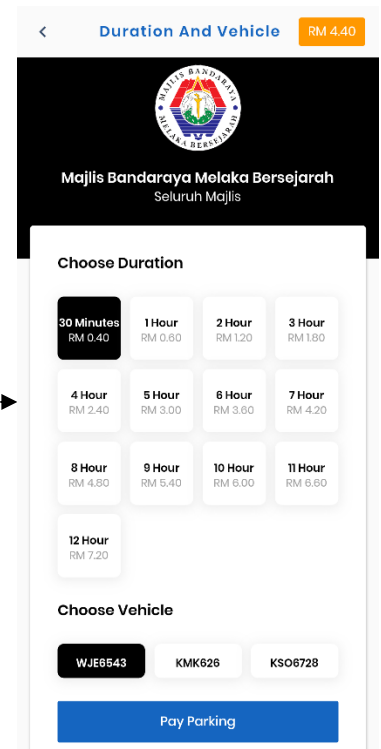 Duration And Vehicle
RM 4.40
MAJLIS BANDARAYA
MELAKA BERSEJARAH
Majlis Bandaraya Melaka Bersejarah
Seluruh Majlis
Choose Duration
30 Minutes 1 Hour 2 Hour 3 Hour
RM 0.40 RM 0.60 RM 1.20 RM 1.80
4 Hour 5 Hour 6 Hour 7 Hour
RM 2.40 RM 3.00 RM 3.60 RM 4.20
8 Hour 9 Hour 10 Hour 11 Hour
RM 4.80 RM 5.40 RM 6.00 RM 6.60
12 Hour
RM 7.20
Choose Vehicle
WJE6543 KMK626 KSO6728
Pay Parking